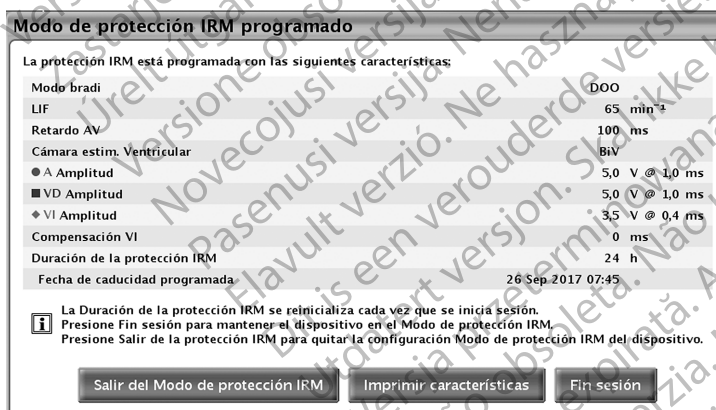 Modo de protección IRM programado
La protección IRM está programada con las siguientes características:
Modo bradi DOO
LIF 65 min⁻¹
Retardo AV 100 ms
Cámara estim. Ventricular BiV
A Amplitud 5,0 V @ 1,0 ms
VD Amplitud 5,0 V @ 1,0 ms
VI Amplitud 3,5 V @ 0,4 ms
Compensación VI 0 ms
Duración de la protección IRM 24 h
Fecha de caducidad programada 26 Sep 2017 07:45
La Duración de la protección IRM se reinicializa cada vez que se inicia sesión.
Presione Fin sesión para mantener el dispositivo en el Modo de protección IRM.
Presione Salir de la protección IRM para quitar la configuración Modo de protección IRM del dispositivo.
Salir del Modo de protección IRM Imprimir características Fin sesión